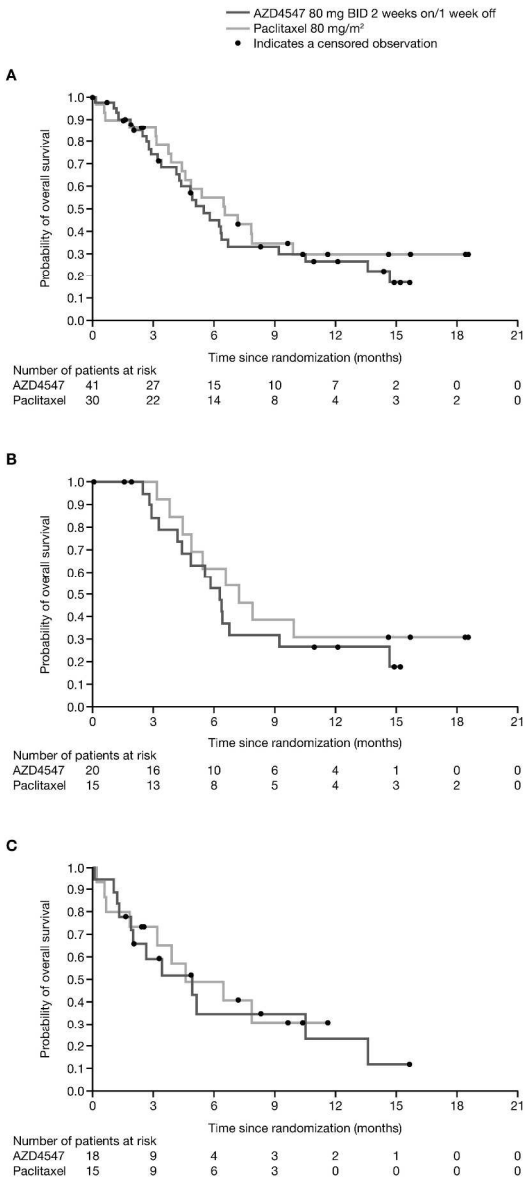 AZD4547 80 mg BID 2 weeks on/1 week off
Paclitaxel 80 mg/m²
Indicates a censored observation
A
Probability of overall survival
1.0
0.9
0.8
0.7
0.6
0.5
0.4
0.3
0.2
0.1
0.0
0 3 6 9 12 15 18 21
Time since randomization (months)
Number of patients at risk
AZD4547 41 27 15 10 7 2 0 0
Paclitaxel 30 22 14 8 4 3 2 0
B
Probability of overall survival
1.0
0.9
0.8
0.7
0.6
0.5
0.4
0.3
0.2
0.1
0.0
0 3 6 9 12 15 18 21
Time since randomization (months)
Number of patients at risk
AZD4547 20 16 10 6 4 1 0 0
Paclitaxel 15 13 8 5 4 3 2 0
C
Probability of overall survival
1.0
0.9
0.8
0.7
0.6
0.5
0.4
0.3
0.2
0.1
0.0
0 3 6 9 12 15 18 21
Time since randomization (months)
Number of patients at risk
AZD4547 18 9 4 3 2 1 0 0
Paclitaxel 15 9 6 3 0 0 0 0